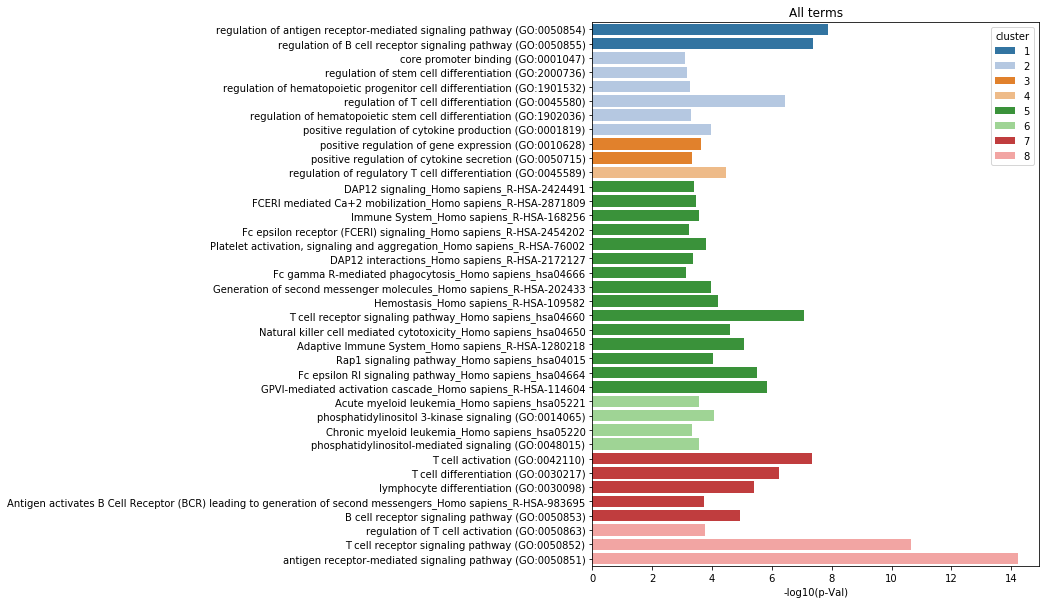 All terms
regulation of antigen receptor-mediated signaling pathway (GO:0050854)
regulation of B cell receptor signaling pathway (GO:0050855)
core promoter binding (GO:0001047)
regulation of stem cell differentiation (GO:2000736)
regulation of hematopoietic progenitor cell differentiation (GO:1901532)
regulation of T cell differentiation (GO:0045580)
regulation of hematopoietic stem cell differentiation (GO:1902036)
positive regulation of cytokine production (GO:0001819)
positive regulation of gene expression (GO:0010628)
positive regulation of cytokine secretion (GO:0050715)
regulation of regulatory T cell differentiation (GO:0045589)
DAP12 signaling_Homo sapiens_R-HSA-2424491
FCERI mediated Ca+2 mobilization_Homo sapiens_R-HSA-2871809
Immune System_Homo sapiens_R-HSA-168256
Fc epsilon receptor (FCERI) signaling_Homo sapiens_R-HSA-2454202
Platelet activation, signaling and aggregation_Homo sapiens_R-HSA-76002
DAP12 interactions_Homo sapiens_R-HSA-2172127
Fc gamma R-mediated phagocytosis_Homo sapiens_hsa04666
Generation of second messenger molecules_Homo sapiens_R-HSA-202433
Hemostasis_Homo sapiens_R-HSA-109582
T cell receptor signaling pathway_Homo sapiens_hsa04660
Natural killer cell mediated cytotoxicity_Homo sapiens_hsa04650
Adaptive Immune System_Homo sapiens_R-HSA-1280218
Rap1 signaling pathway_Homo sapiens_hsa04015
Fc epsilon RI signaling pathway_Homo sapiens_hsa04664
GPVI-mediated activation cascade_Homo sapiens_R-HSA-114604
Acute myeloid leukemia_Homo sapiens_hsa05221
phosphatidylinositol 3-kinase signaling (GO:0014065)
Chronic myeloid leukemia_Homo sapiens_hsa05220
phosphatidylinositol-mediated signaling (GO:0048015)
T cell activation (GO:0042110)
T cell differentiation (GO:0030217)
lymphocyte differentiation (GO:0030098)
Antigen activates B Cell Receptor (BCR) leading to generation of second messengers_Homo sapiens_R-HSA-983695
B cell receptor signaling pathway (GO:0050853)
regulation of T cell activation (GO:0050863)
T cell receptor signaling pathway (GO:0050852)
antigen receptor-mediated signaling pathway (GO:0050851)
0 2 4 6 8 10 12 14
-log10(p-Val)
cluster
1
2
3
4
5
6
7
8